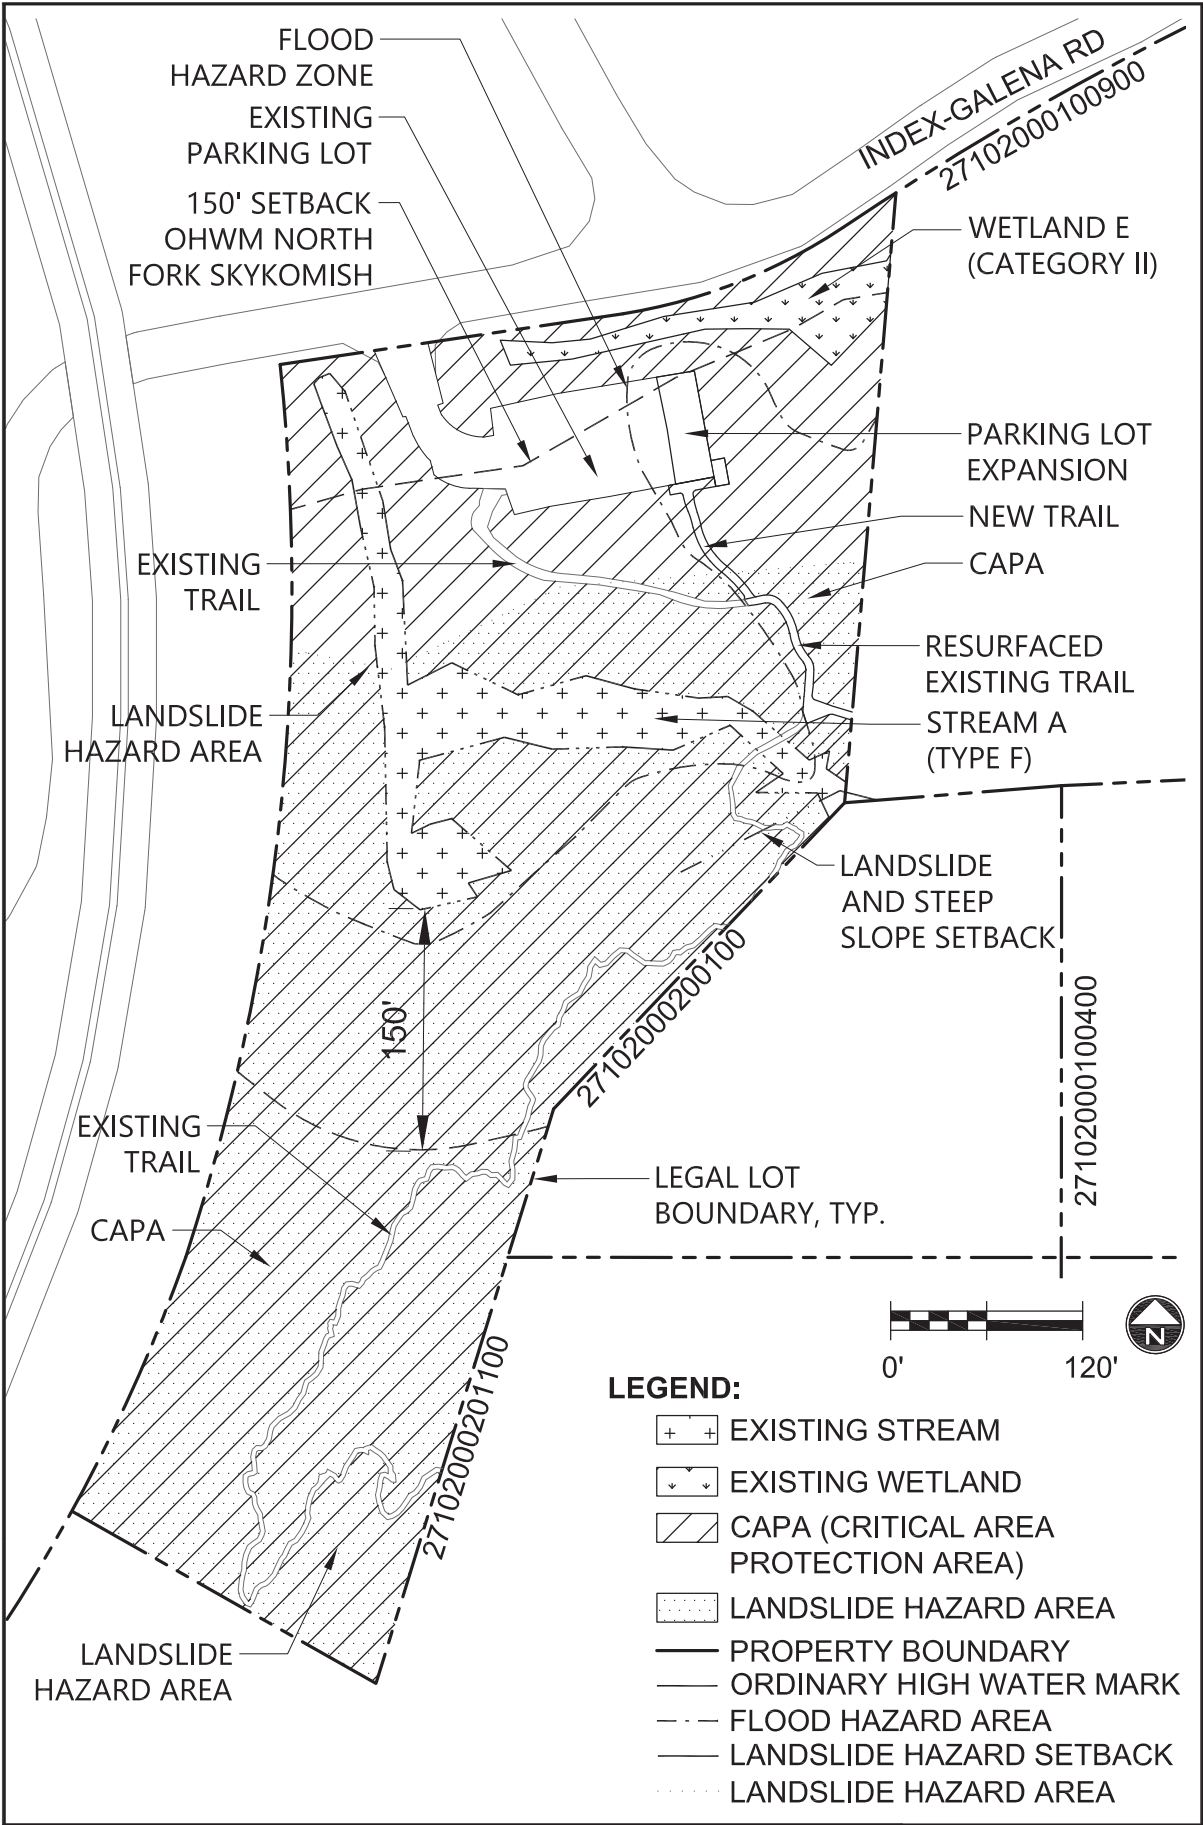 FLOOD
HAZARD ZONE
EXISTING
PARKING LOT
150' SETBACK
OHWM NORTH
FORK SKYKOMISH
INDEX-GALENA RD
27102000100900
WETLAND E
(CATEGORY II)
PARKING LOT
EXPANSION
NEW TRAIL
CAPA
EXISTING
TRAIL
RESURFACED
EXISTING TRAIL
LANDSLIDE
HAZARD AREA
STREAM A
(TYPE F)
LANDSLIDE
AND STEEP
SLOPE SETBACK
27102000200100
27102000100400
150'
EXISTING
TRAIL
LEGAL LOT
BOUNDARY, TYP.
CAPA
27102000201100
LANDSLIDE
HAZARD AREA
N
0'
120'
LEGEND:
EXISTING STREAM
EXISTING WETLAND
CAPA (CRITICAL AREA
PROTECTION AREA)
LANDSLIDE HAZARD AREA
PROPERTY BOUNDARY
ORDINARY HIGH WATER MARK
FLOOD HAZARD AREA
LANDSLIDE HAZARD SETBACK
LANDSLIDE HAZARD AREA